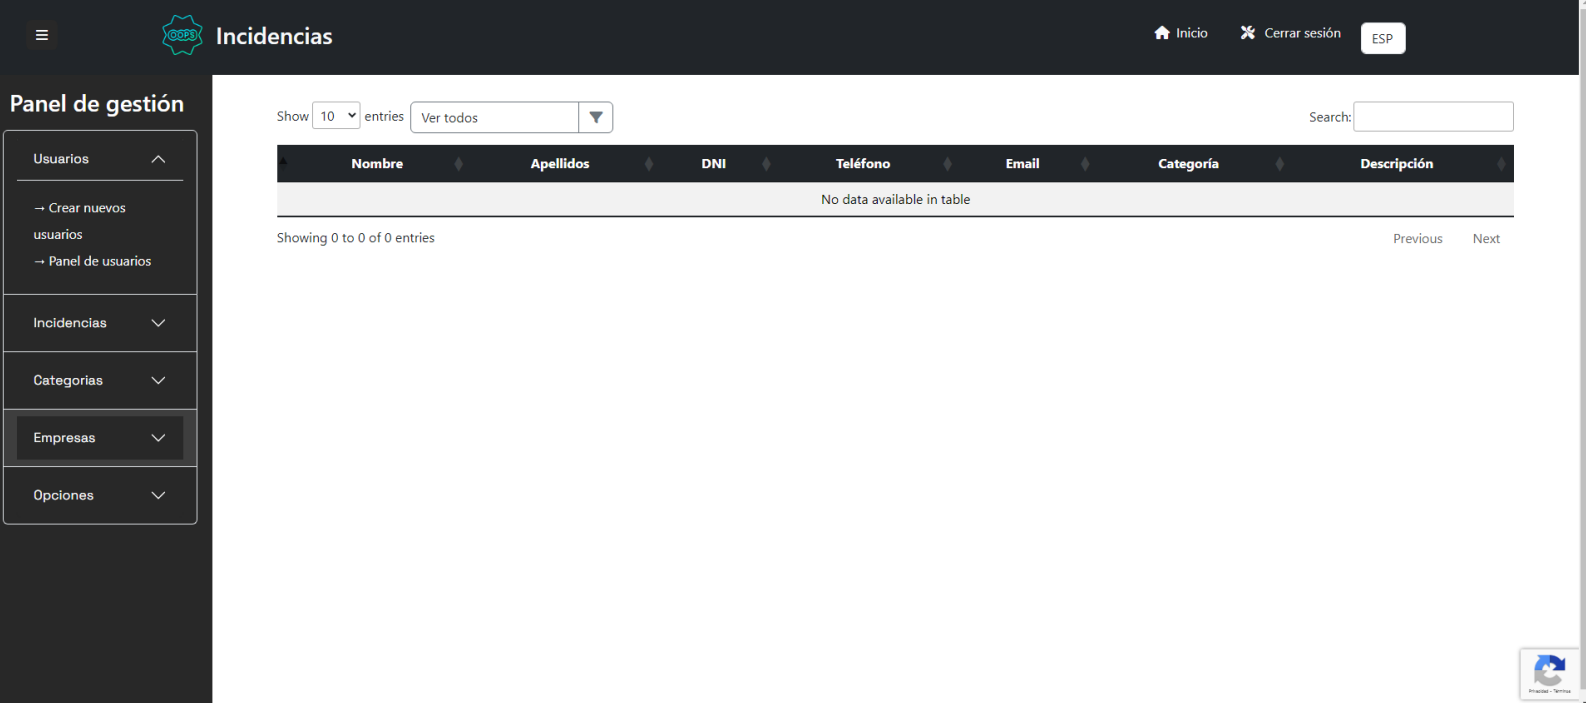 OOPS Incidencias
Inicio
Cerrar sesión
ESP
Panel de gestión
Usuarios
→ Crear nuevos
usuarios
→ Panel de usuarios
Incidencias
Categorias
Empresas
Opciones
Show 10 entries
Ver todos
Search:
Nombre Apellidos DNI Teléfono Email Categoría Descripción
No data available in table
Showing 0 to 0 of 0 entries
Previous Next
Privacidad - Términos